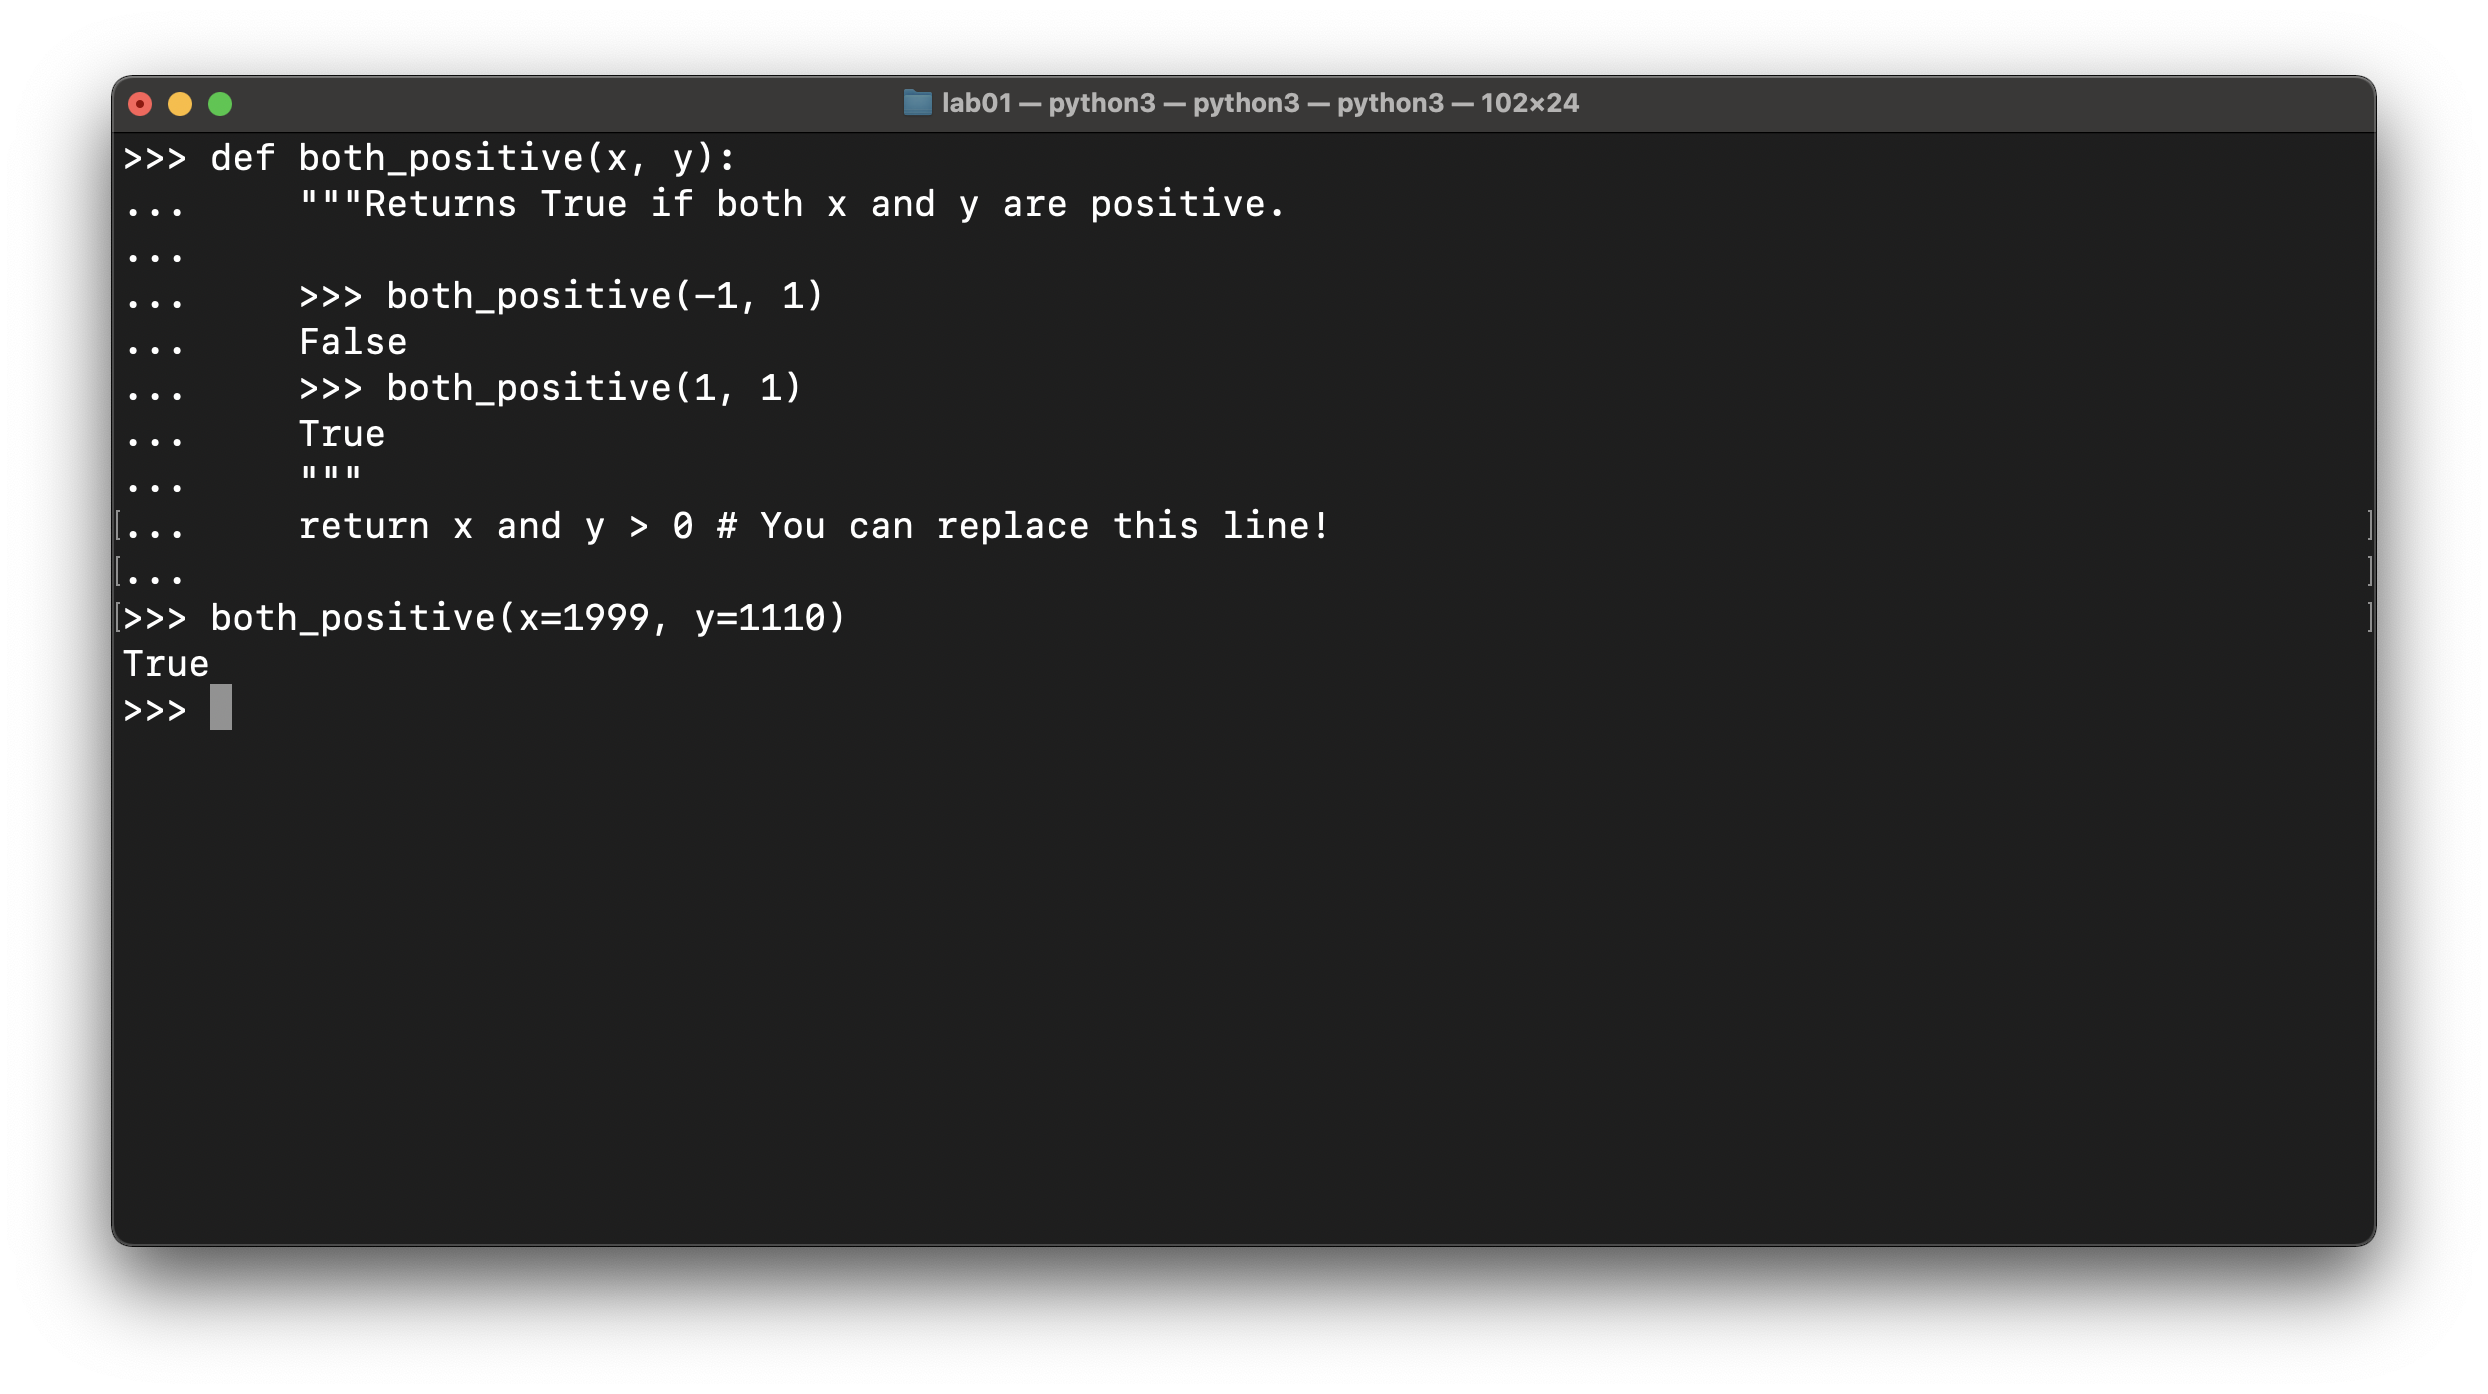 lab01 — python3 — python3 — python3 — 102×24
>>> def both_positive(x, y):
...     """Returns True if both x and y are positive.
...
...     >>> both_positive(-1, 1)
...     False
...     >>> both_positive(1, 1)
...     True
...     """
[...     return x and y > 0 # You can replace this line!     ]
[...     ]
[>>> both_positive(x=1999, y=1110)     ]
True
>>>